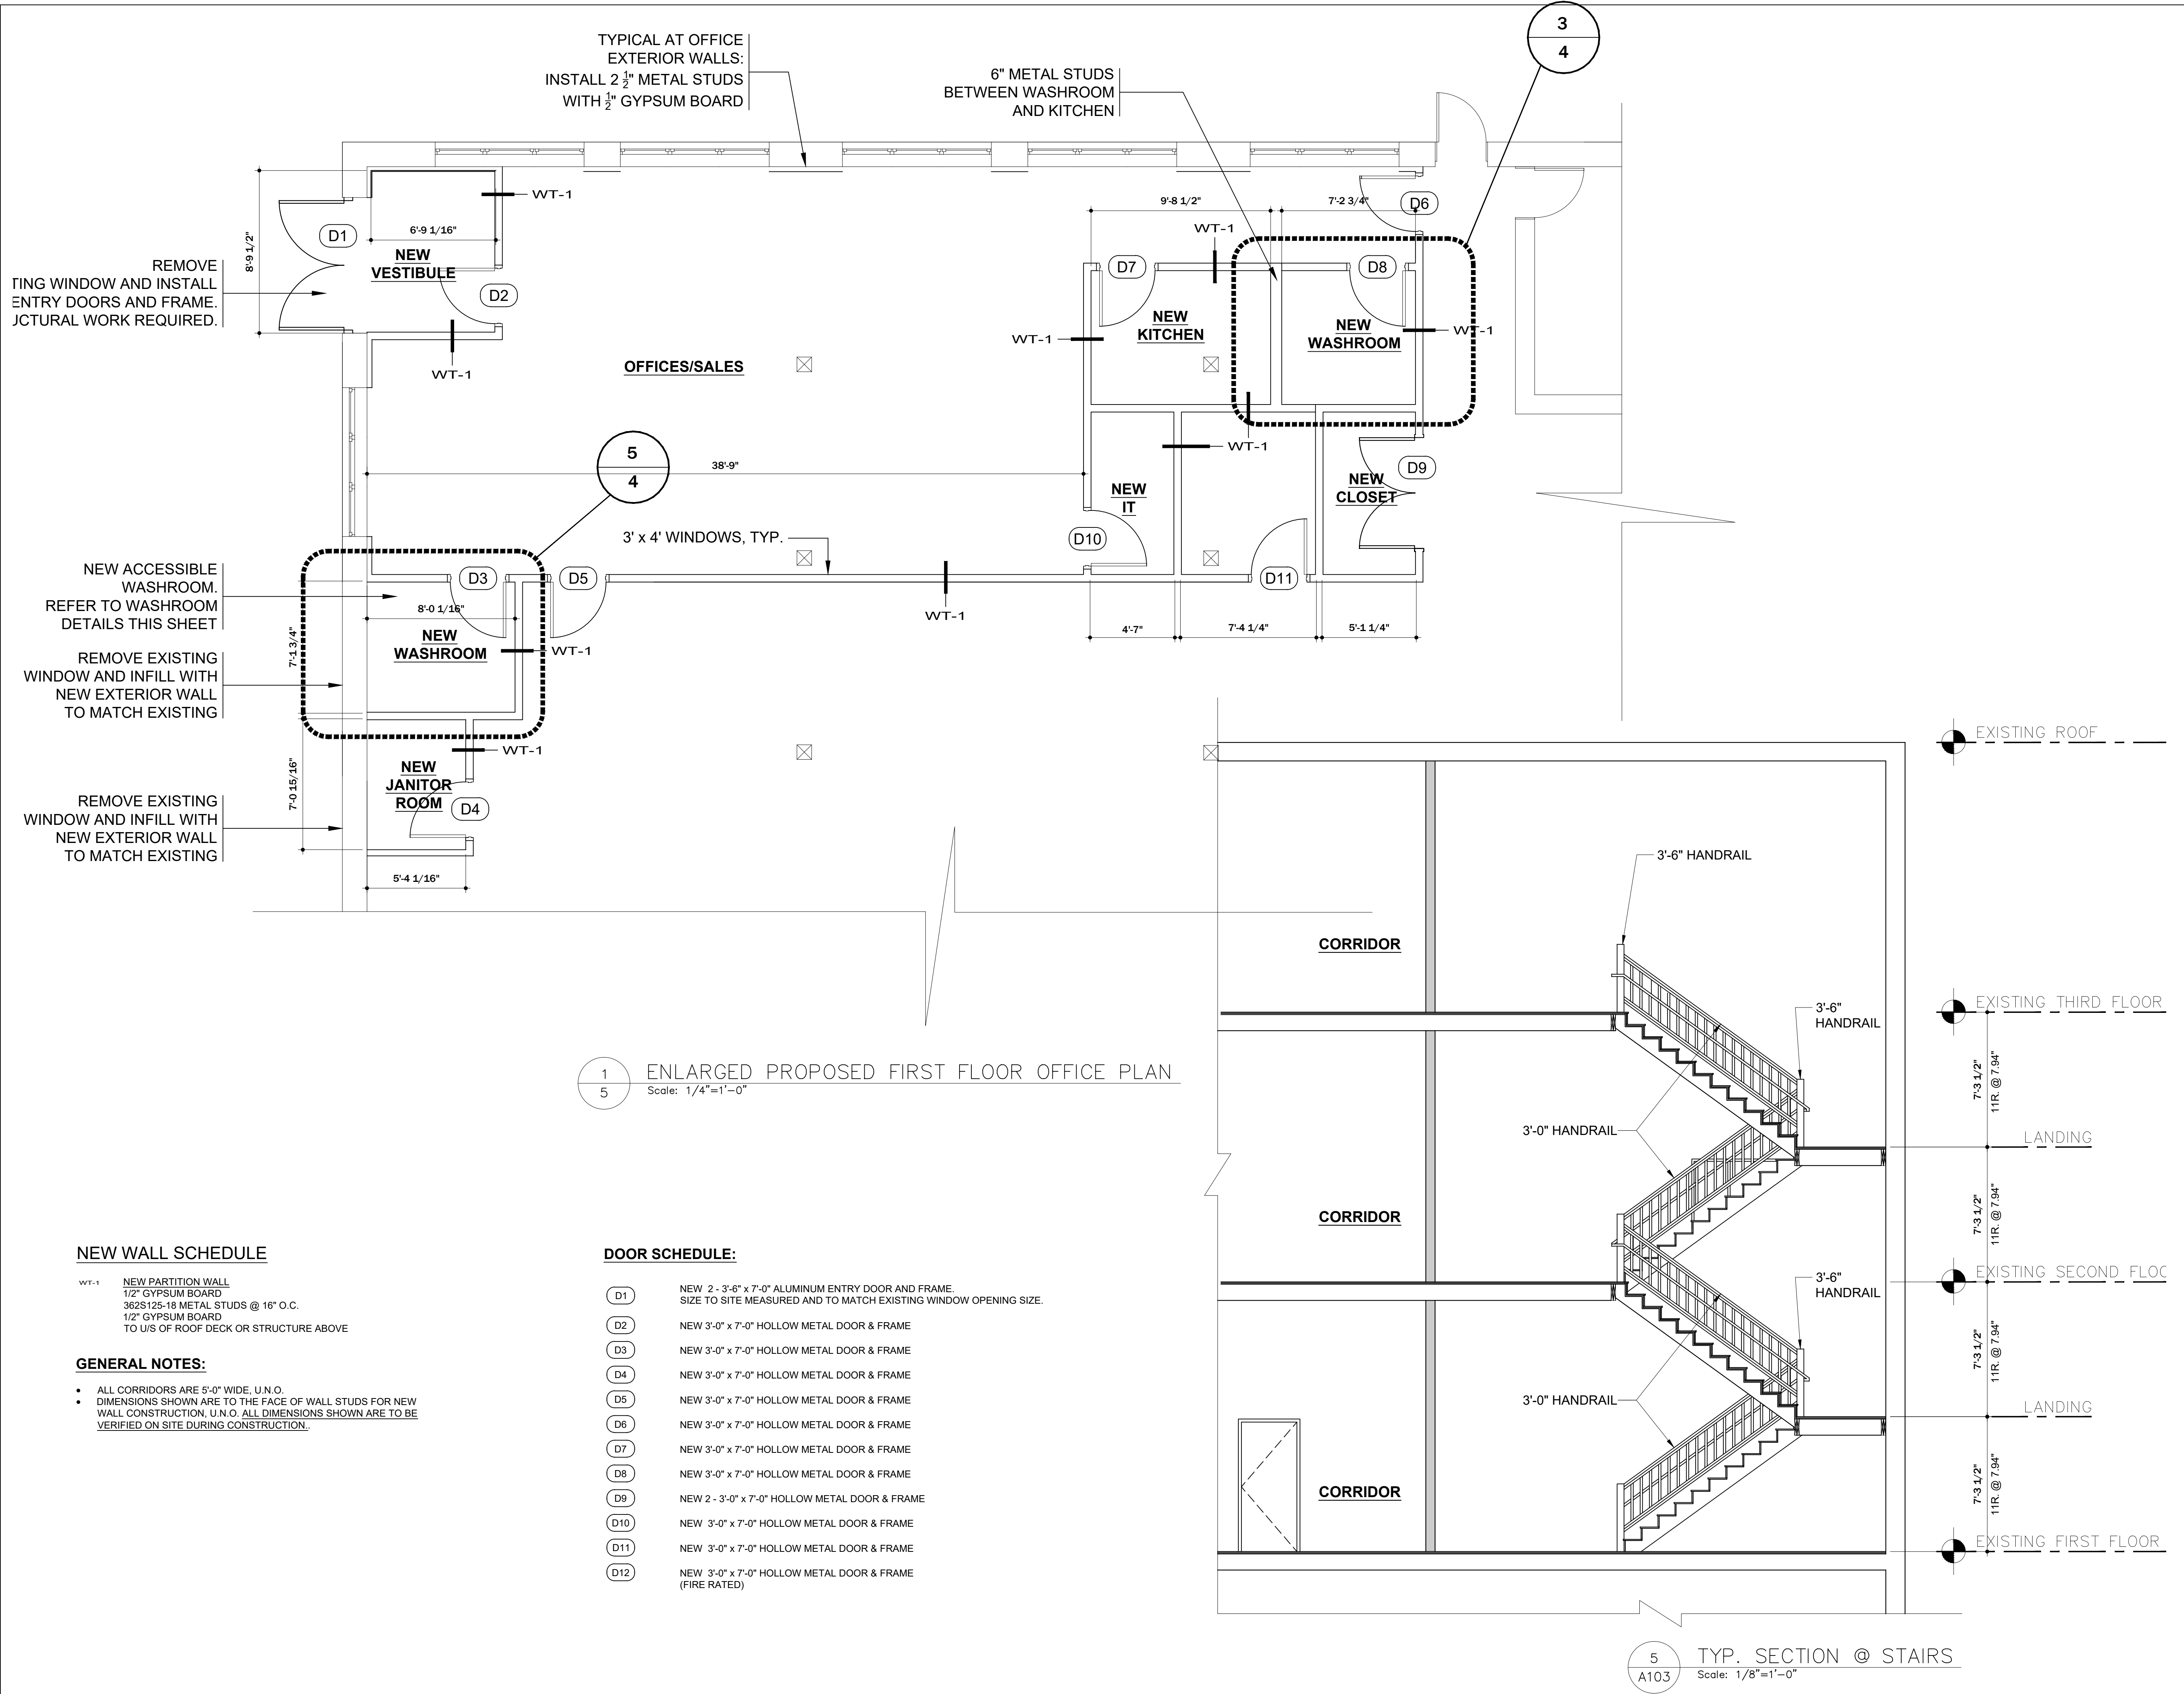 TYPICAL AT OFFICE
EXTERIOR WALLS:
INSTALL 2 1/2" METAL STUDS
WITH 1/2" GYPSUM BOARD
6" METAL STUDS
BETWEEN WASHROOM
AND KITCHEN
3
4
WT-1
D1
6'-9 1/16"
8'-9 1/2"
NEW
VESTIBULE
D2
REMOVE
TING WINDOW AND INSTALL
ENTRY DOORS AND FRAME.
UCTURAL WORK REQUIRED.
WT-1
OFFICES/SALES
9'-8 1/2"
7'-2 3/4"
D6
WT-1
D7
D8
NEW
KITCHEN
NEW
WASHROOM
WT-1
WT-1
WT-1
5
4
38'-9"
D9
NEW
IT
NEW
CLOSET
D10
3' x 4' WINDOWS, TYP.
NEW ACCESSIBLE
WASHROOM.
REFER TO WASHROOM
DETAILS THIS SHEET
D3
D5
D11
8'-0 1/16"
7'-1 3/4"
NEW
WASHROOM
WT-1
WT-1
4'-7"
7'-4 1/4"
5'-1 1/4"
REMOVE EXISTING
WINDOW AND INFILL WITH
NEW EXTERIOR WALL
TO MATCH EXISTING
WT-1
NEW
JANITOR
ROOM
D4
7'-0 15/16"
REMOVE EXISTING
WINDOW AND INFILL WITH
NEW EXTERIOR WALL
TO MATCH EXISTING
5'-4 1/16"
1
5
ENLARGED PROPOSED FIRST FLOOR OFFICE PLAN
Scale: 1/4"=1'-0"
EXISTING ROOF
3'-6" HANDRAIL
CORRIDOR
EXISTING THIRD FLOOR
3'-6"
HANDRAIL
7'-3 1/2"
11R. @ 7.94"
3'-0" HANDRAIL
LANDING
CORRIDOR
7'-3 1/2"
11R. @ 7.94"
EXISTING SECOND FLOO
3'-6"
HANDRAIL
7'-3 1/2"
11R. @ 7.94"
3'-0" HANDRAIL
LANDING
CORRIDOR
7'-3 1/2"
11R. @ 7.94"
EXISTING FIRST FLOOR
5
A103
TYP. SECTION @ STAIRS
Scale: 1/8"=1'-0"
NEW WALL SCHEDULE
WT-1 NEW PARTITION WALL
1/2" GYPSUM BOARD
362S125-18 METAL STUDS @ 16" O.C.
1/2" GYPSUM BOARD
TO U/S OF ROOF DECK OR STRUCTURE ABOVE
GENERAL NOTES:
• ALL CORRIDORS ARE 5'-0" WIDE, U.N.O.
• DIMENSIONS SHOWN ARE TO THE FACE OF WALL STUDS FOR NEW
WALL CONSTRUCTION, U.N.O. ALL DIMENSIONS SHOWN ARE TO BE
VERIFIED ON SITE DURING CONSTRUCTION..
DOOR SCHEDULE:
D1 NEW 2 - 3'-6" x 7'-0" ALUMINUM ENTRY DOOR AND FRAME.
SIZE TO SITE MEASURED AND TO MATCH EXISTING WINDOW OPENING SIZE.
D2 NEW 3'-0" x 7'-0" HOLLOW METAL DOOR & FRAME
D3 NEW 3'-0" x 7'-0" HOLLOW METAL DOOR & FRAME
D4 NEW 3'-0" x 7'-0" HOLLOW METAL DOOR & FRAME
D5 NEW 3'-0" x 7'-0" HOLLOW METAL DOOR & FRAME
D6 NEW 3'-0" x 7'-0" HOLLOW METAL DOOR & FRAME
D7 NEW 3'-0" x 7'-0" HOLLOW METAL DOOR & FRAME
D8 NEW 3'-0" x 7'-0" HOLLOW METAL DOOR & FRAME
D9 NEW 2 - 3'-0" x 7'-0" HOLLOW METAL DOOR & FRAME
D10 NEW 3'-0" x 7'-0" HOLLOW METAL DOOR & FRAME
D11 NEW 3'-0" x 7'-0" HOLLOW METAL DOOR & FRAME
D12 NEW 3'-0" x 7'-0" HOLLOW METAL DOOR & FRAME
(FIRE RATED)